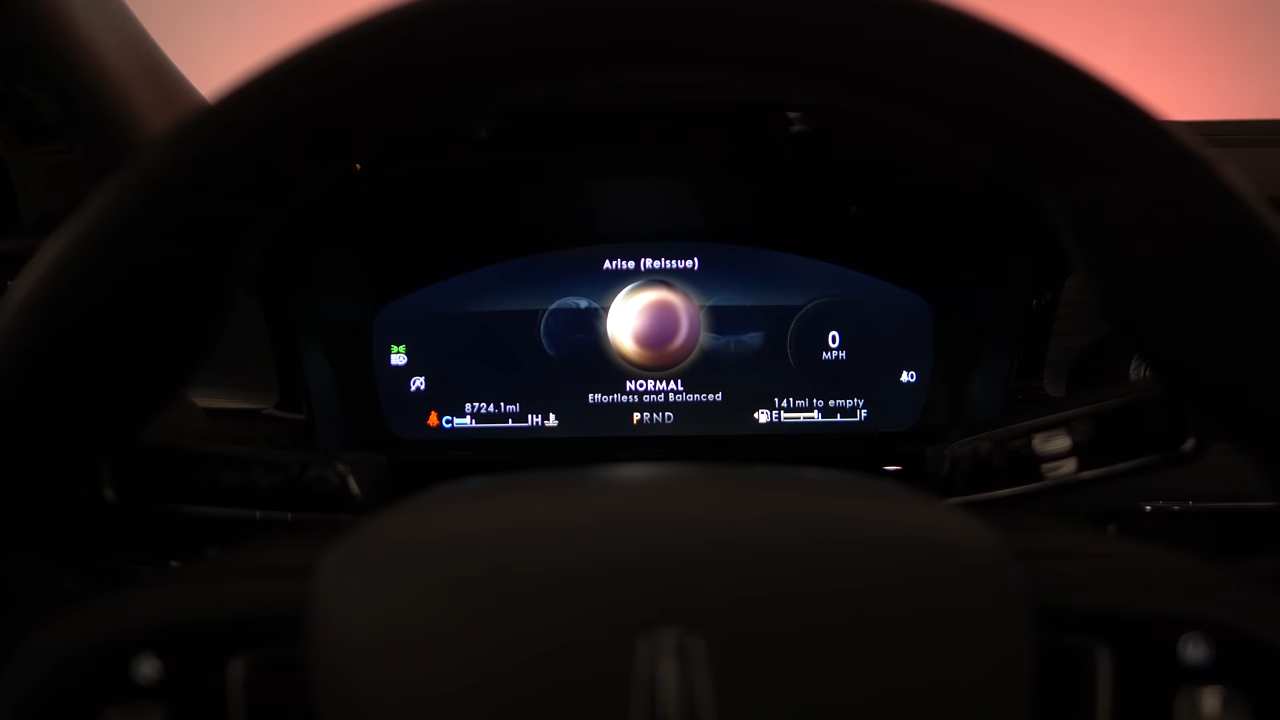 Arise (Reissue)
0
MPH
NORMAL
Effortless and Balanced
8724.1mi
141mi to empty
C H
PRND
E F